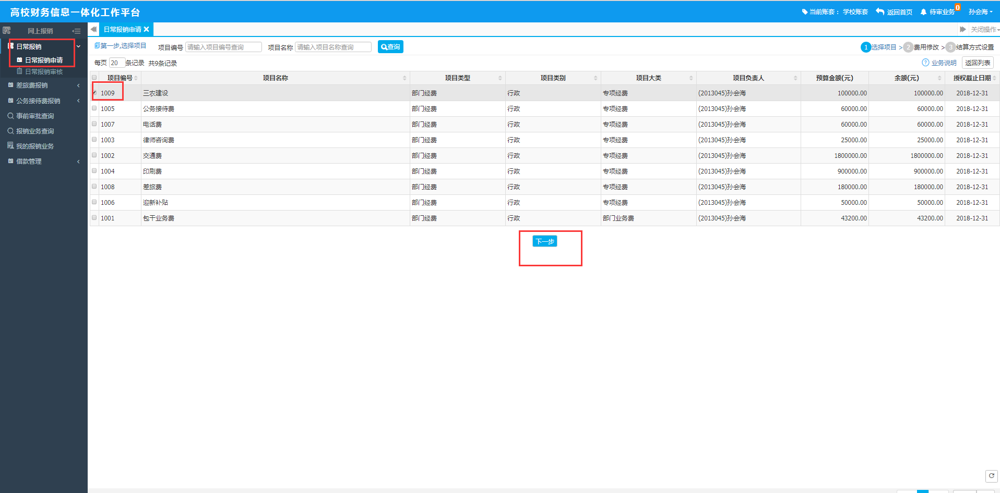 高校财务信息一体化工作平台
当前账套： 学校账套 返回首页 待审业务 0 孙会海
网上报销
日常报销申请 关闭操作
日常报销
日常报销申请
日常报销审核
差旅费报销
公务接待费报销
事前审批查询
报销业务查询
我的报销业务
借款管理
第一步,选择项目 项目编号 请输入项目编号查询 项目名称 请输入项目名称查询 查询 1 选择项目 > 2 费用修改 > 3 结算方式设置
每页 20 条记录 共9条记录 业务说明 返回列表
项目编号 项目名称 项目类型 项目类别 项目大类 项目负责人 预算金额(元) 余额(元) 授权截止日期
1009 三农建设 部门经费 行政 专项经费 (2013045)孙会海 100000.00 100000.00 2018-12-31
1005 公务接待费 部门经费 行政 专项经费 (2013045)孙会海 60000.00 60000.00 2018-12-31
1007 电话费 部门经费 行政 专项经费 (2013045)孙会海 60000.00 60000.00 2018-12-31
1003 律师咨询费 部门经费 行政 专项经费 (2013045)孙会海 25000.00 25000.00 2018-12-31
1002 交通费 部门经费 行政 专项经费 (2013045)孙会海 1800000.00 1800000.00 2018-12-31
1004 印刷费 部门经费 行政 专项经费 (2013045)孙会海 900000.00 900000.00 2018-12-31
1008 差旅费 部门经费 行政 专项经费 (2013045)孙会海 180000.00 180000.00 2018-12-31
1006 迎新补贴 部门经费 行政 专项经费 (2013045)孙会海 50000.00 50000.00 2018-12-31
1001 包干业务费 部门经费 行政 部门业务费 (2013045)孙会海 43200.00 43200.00 2018-12-31
下一步